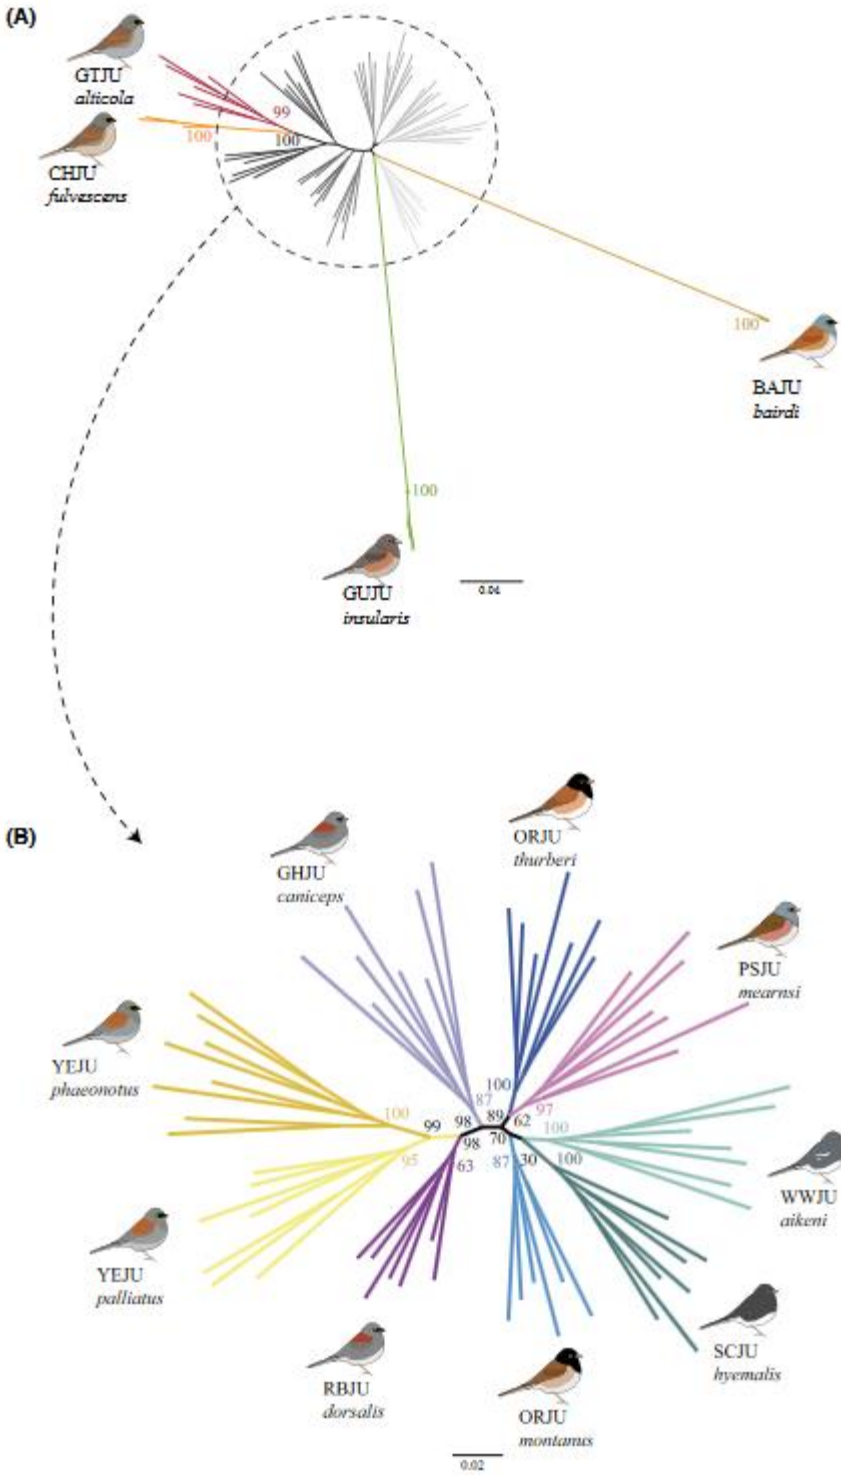 (A)
GTJU
alticola
99
100
100
CHJU
fulvescens
100
BAJU
bairdi
100
GUJU
insularis
0.04
(B)
ORJU
thurberi
GHJU
caniceps
PSJU
mearnsi
YEJU
phaeonotus
100
87
100
89
62
97
99
98
98
70
100
95
63
87
30
100
WWJU
aikeni
YEJU
palliatus
SCJU
hyemalis
RBJU
dorsalis
ORJU
montanus
0.02